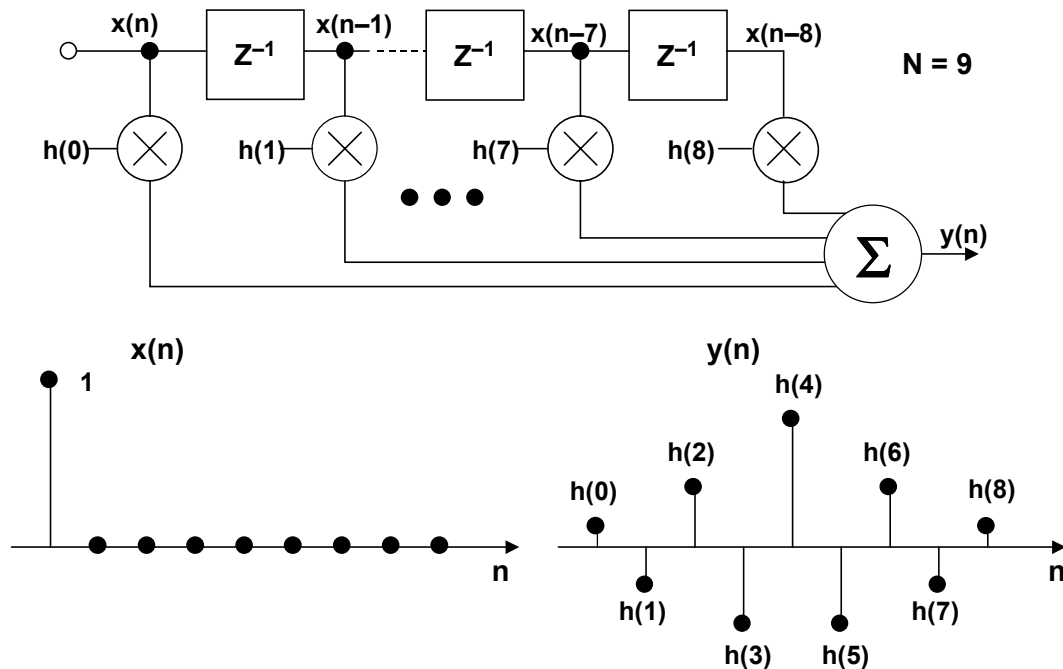 x(n) x(n–1) x(n–7) x(n–8)
Z–1 Z–1 Z–1
N = 9
h(0) h(1) h(7) h(8)
y(n)
Σ
x(n) y(n)
1
h(4)
h(2) h(6)
h(0) h(8)
n n
h(1) h(7)
h(3) h(5)